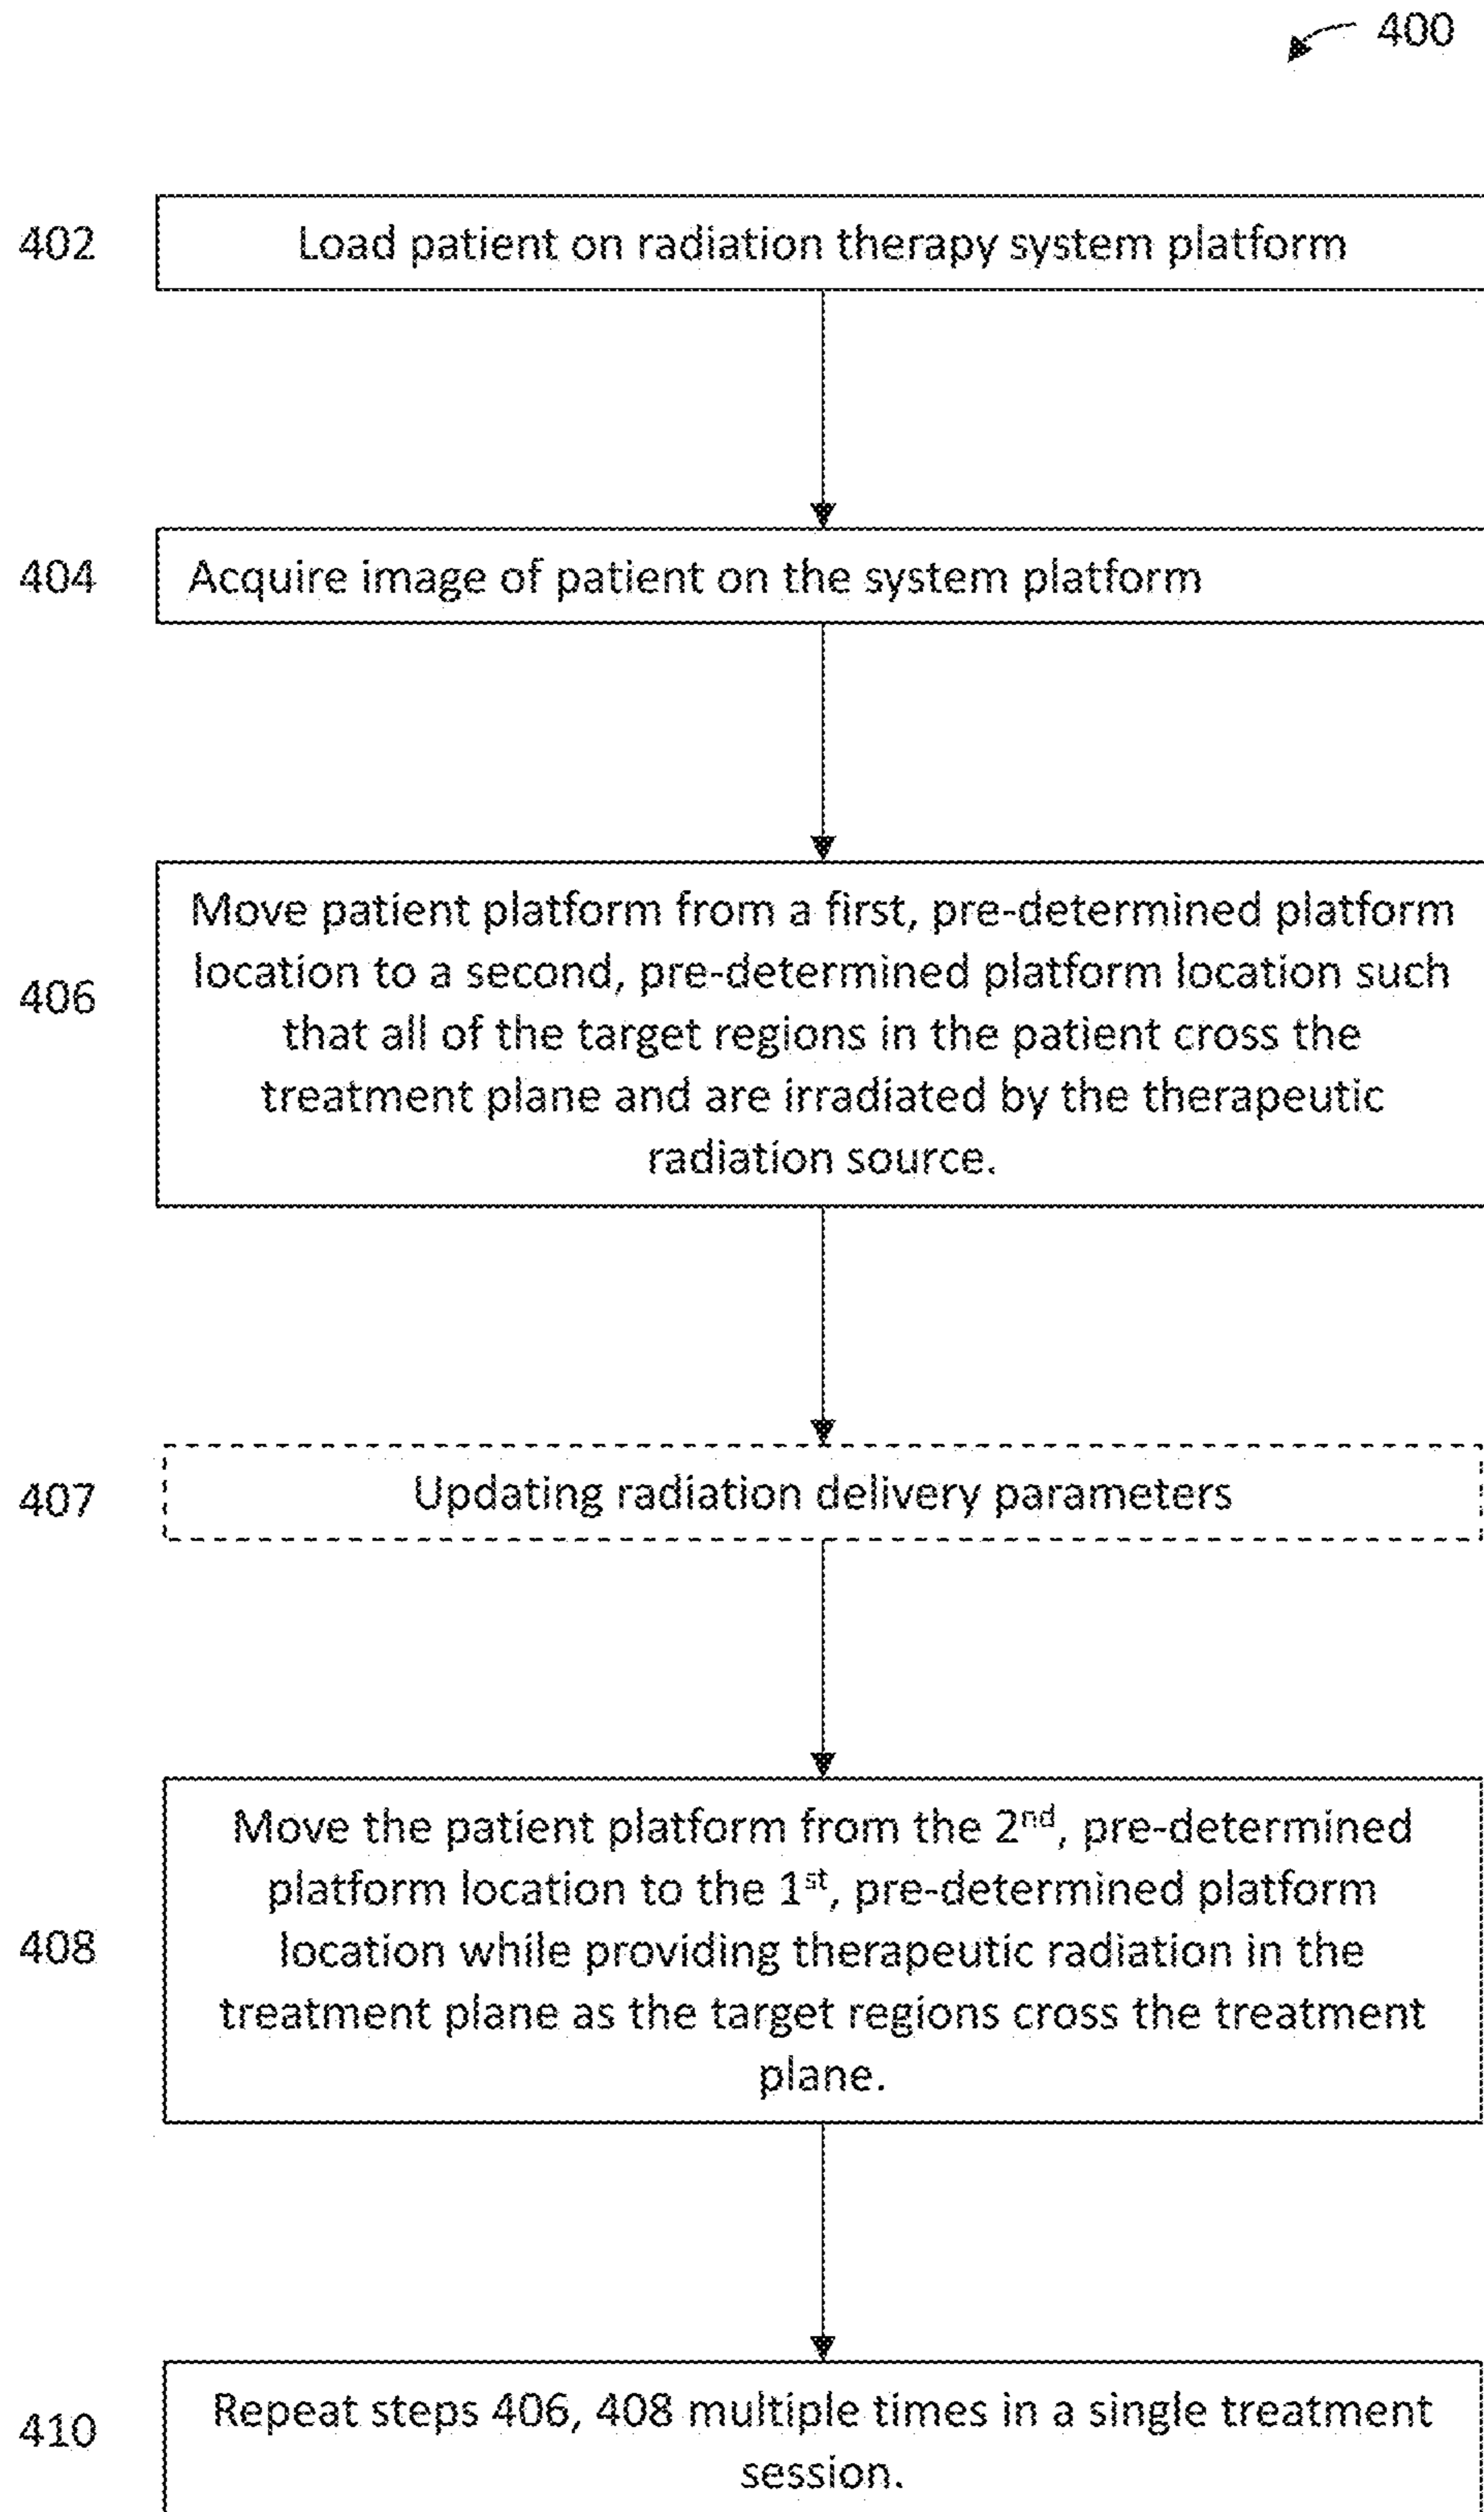 400
402
Load patient on radiation therapy system platform
404
Acquire image of patient on the system platform
406
Move patient platform from a first, pre-determined platform
location to a second, pre-determined platform location such
that all of the target regions in the patient cross the
treatment plane and are irradiated by the therapeutic
radiation source.
407
Updating radiation delivery parameters
408
Move the patient platform from the 2nd, pre-determined
platform location to the 1st, pre-determined platform
location while providing therapeutic radiation in the
treatment plane as the target regions cross the treatment
plane.
410
Repeat steps 406, 408 multiple times in a single treatment
session.